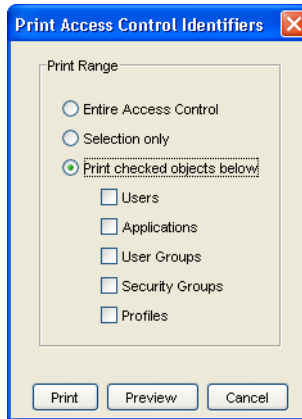 Print Access Control Identifiers
Print Range
Entire Access Control
Selection only
Print checked objects below
Users
Applications
User Groups
Security Groups
Profiles
Print Preview Cancel